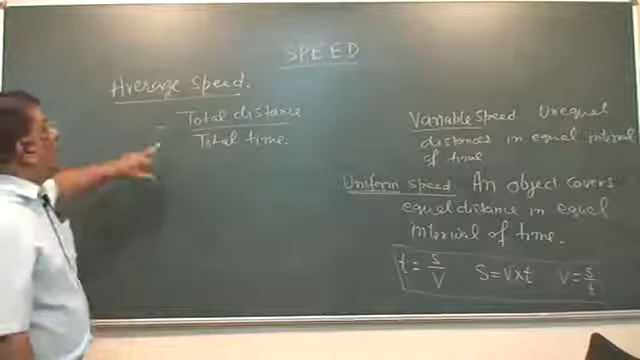 SPEED
Average Speed.
= Total distance
Total time.
Variable Speed Unequal
distances in equal interval
of time
Uniform speed An object covers
equal distance in equal
interval of time.
t = s/V S = V×t V = s/t